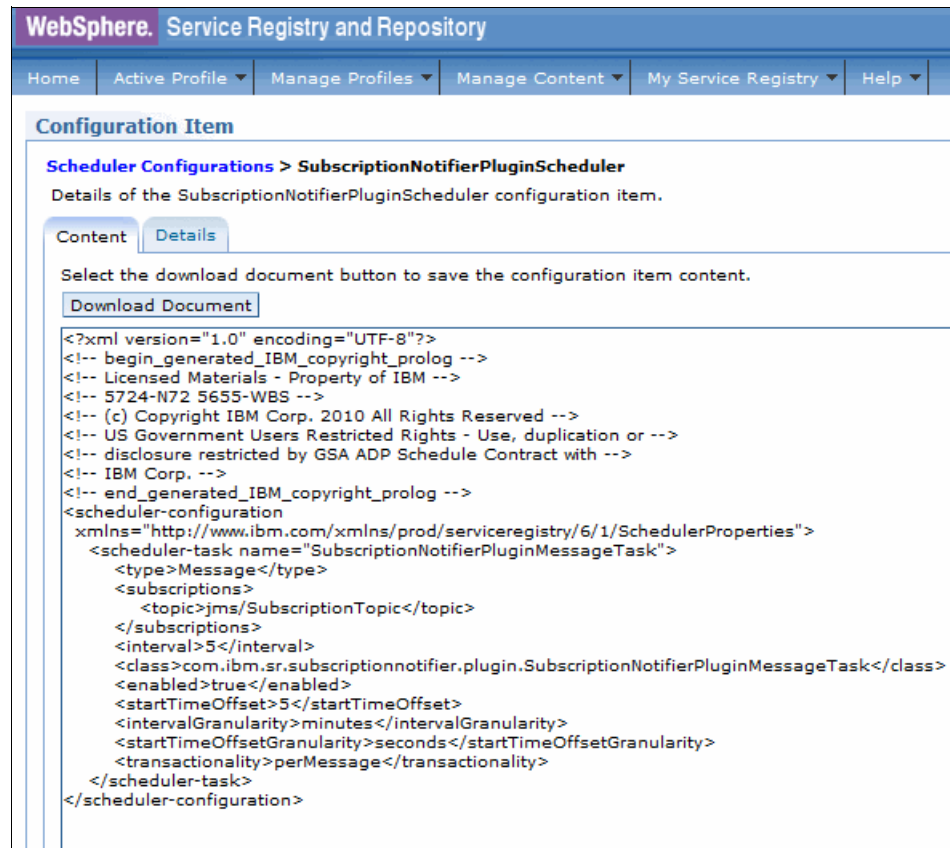 WebSphere. Service Registry and Repository
Home Active Profile Manage Profiles Manage Content My Service Registry Help
Configuration Item
Scheduler Configurations > SubscriptionNotifierPluginScheduler
Details of the SubscriptionNotifierPluginScheduler configuration item.
Content Details
Select the download document button to save the configuration item content.
Download Document
<?xml version="1.0" encoding="UTF-8"?>
<!-- begin_generated_IBM_copyright_prolog -->
<!-- Licensed Materials - Property of IBM -->
<!-- 5724-N72 5655-WBS -->
<!-- (c) Copyright IBM Corp. 2010 All Rights Reserved -->
<!-- US Government Users Restricted Rights - Use, duplication or -->
<!-- disclosure restricted by GSA ADP Schedule Contract with -->
<!-- IBM Corp. -->
<!-- end_generated_IBM_copyright_prolog -->
<scheduler-configuration
xmlns="http://www.ibm.com/xmlns/prod/serviceregistry/6/1/SchedulerProperties">
<scheduler-task name="SubscriptionNotifierPluginMessageTask">
<type>Message</type>
<subscriptions>
<topic>jms/SubscriptionTopic</topic>
</subscriptions>
<interval>5</interval>
<class>com.ibm.sr.subscriptionnotifier.plugin.SubscriptionNotifierPluginMessageTask</class>
<enabled>true</enabled>
<startTimeOffset>5</startTimeOffset>
<intervalGranularity>minutes</intervalGranularity>
<startTimeOffsetGranularity>seconds</startTimeOffsetGranularity>
<transactionality>perMessage</transactionality>
</scheduler-task>
</scheduler-configuration>